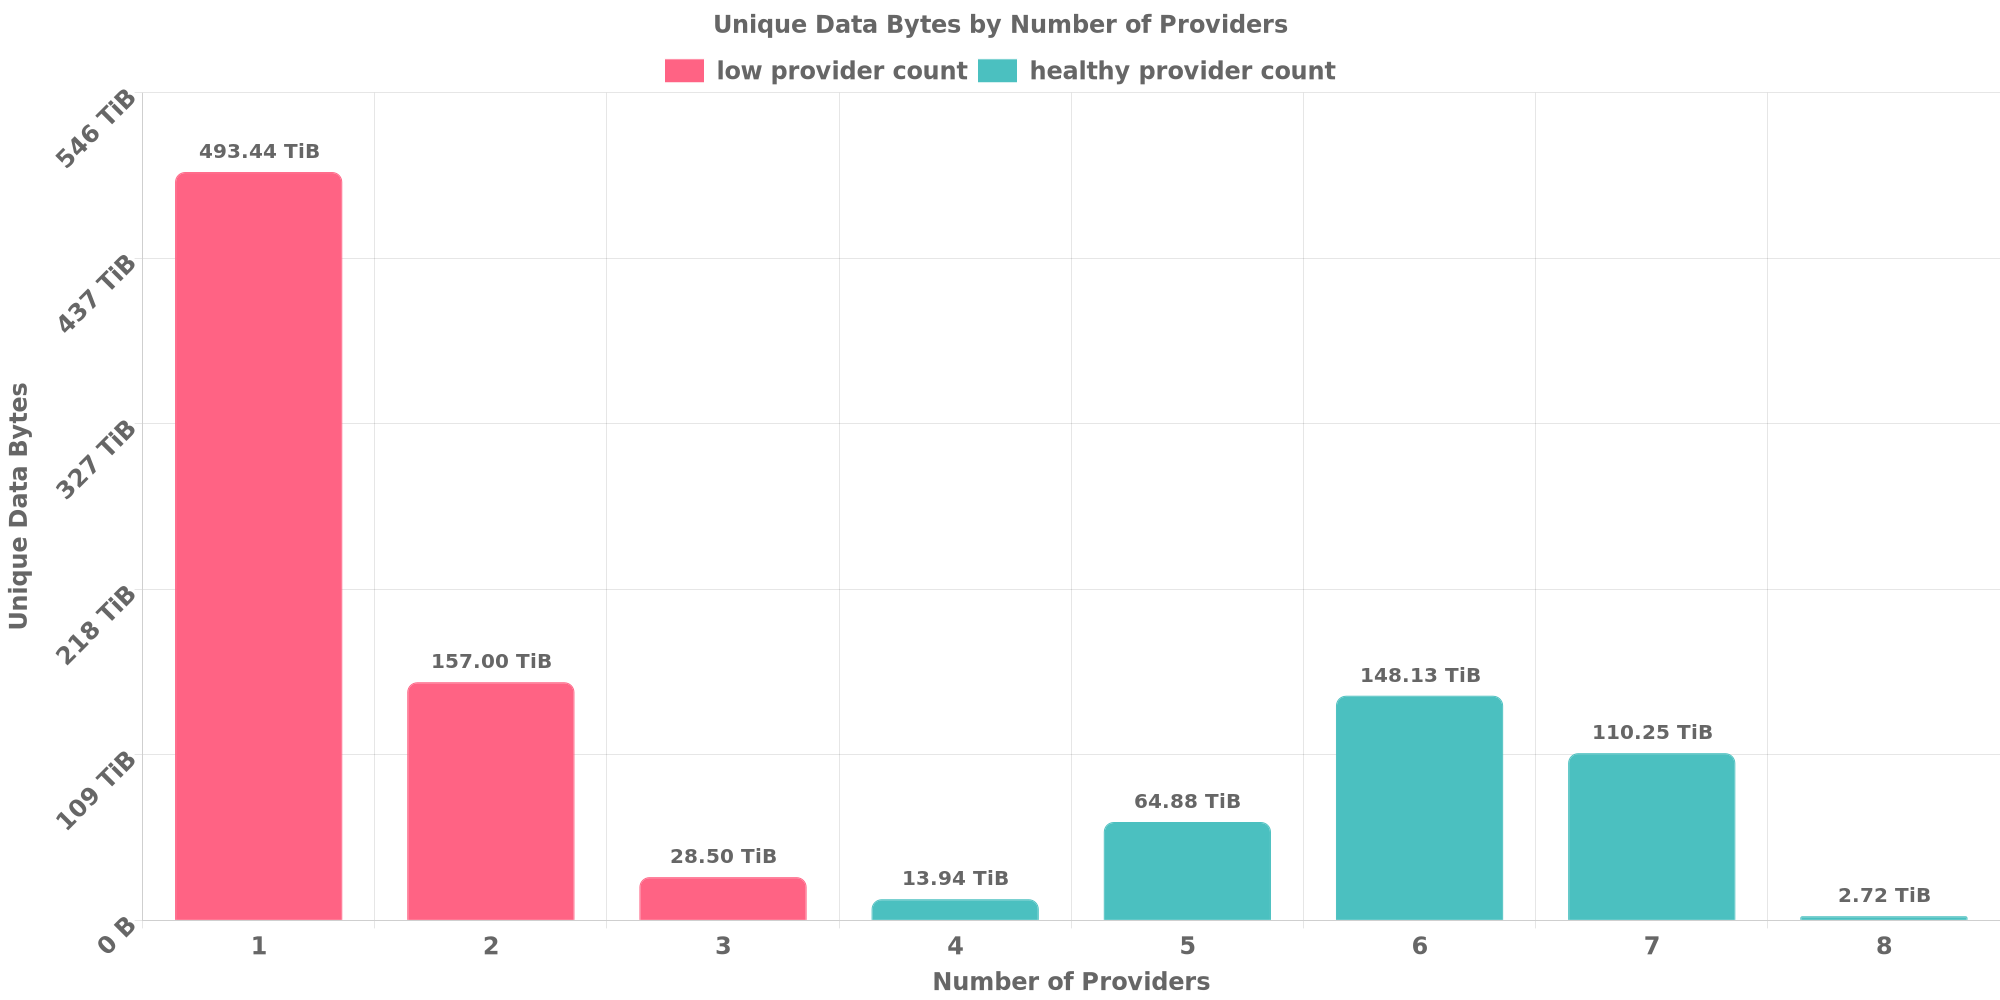 Unique Data Bytes by Number of Providers
low provider count healthy provider count
546 TiB
437 TiB
327 TiB
218 TiB
109 TiB
0 B
Unique Data Bytes
493.44 TiB
157.00 TiB
28.50 TiB
13.94 TiB
64.88 TiB
148.13 TiB
110.25 TiB
2.72 TiB
1 2 3 4 5 6 7 8
Number of Providers